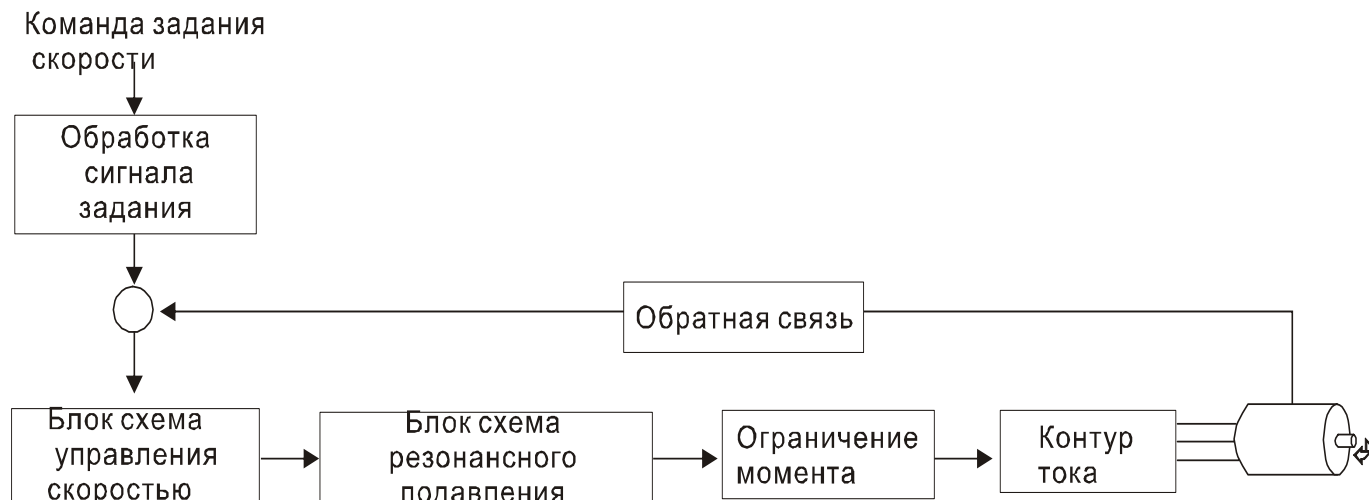 Команда задания
скорости
Обработка
сигнала
задания
Обратная связь
Блок схема
управления
скоростью
Блок схема
резонансного
подавления
Ограничение
момента
Контур
тока